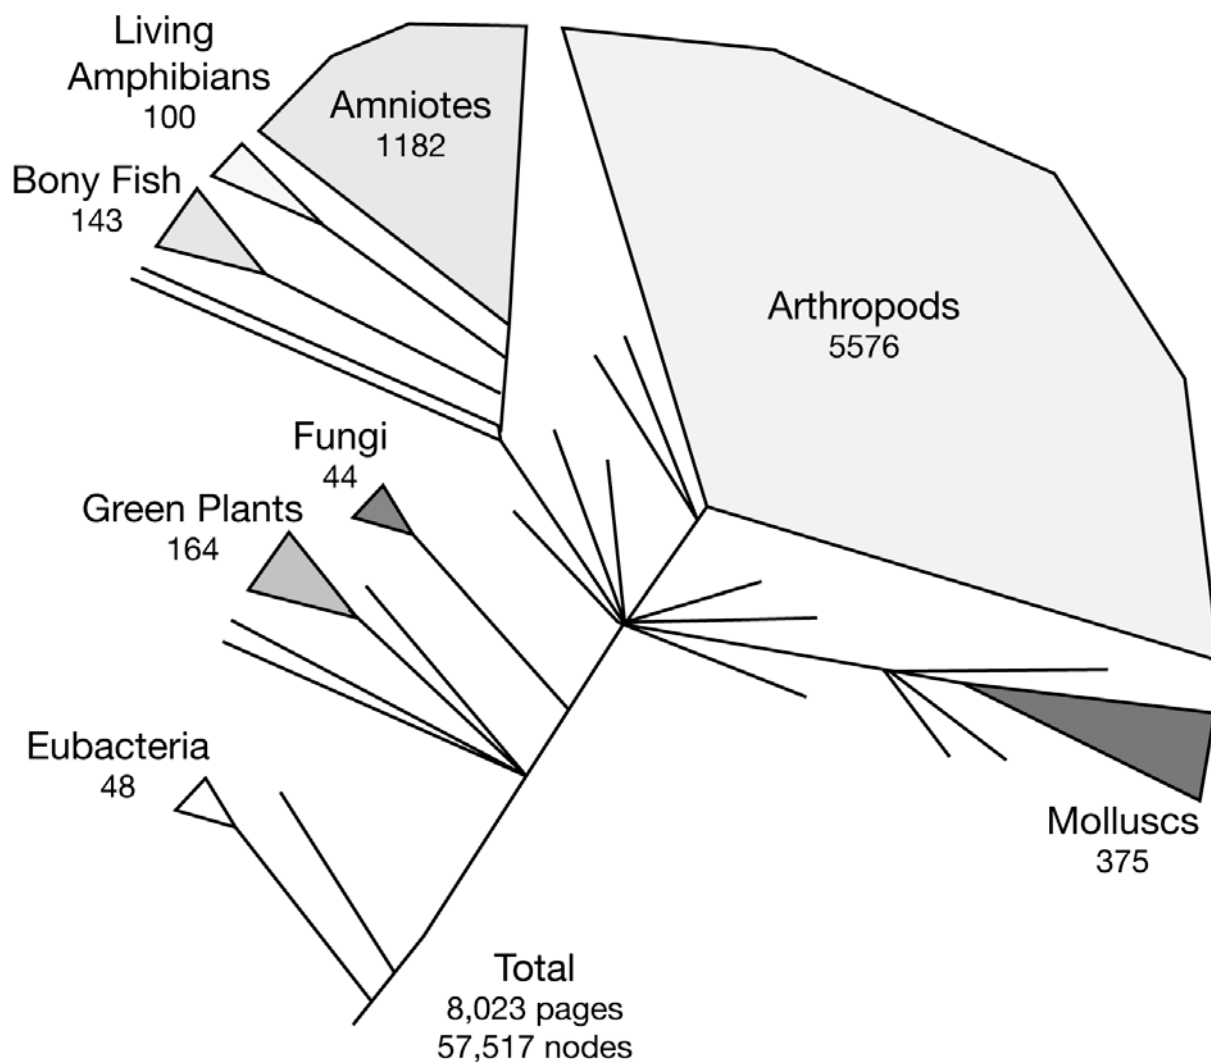 Living
Amphibians
100
Amniotes
1182
Bony Fish
143
Arthropods
5576
Fungi
44
Green Plants
164
Eubacteria
48
Molluscs
375
Total
8,023 pages
57,517 nodes